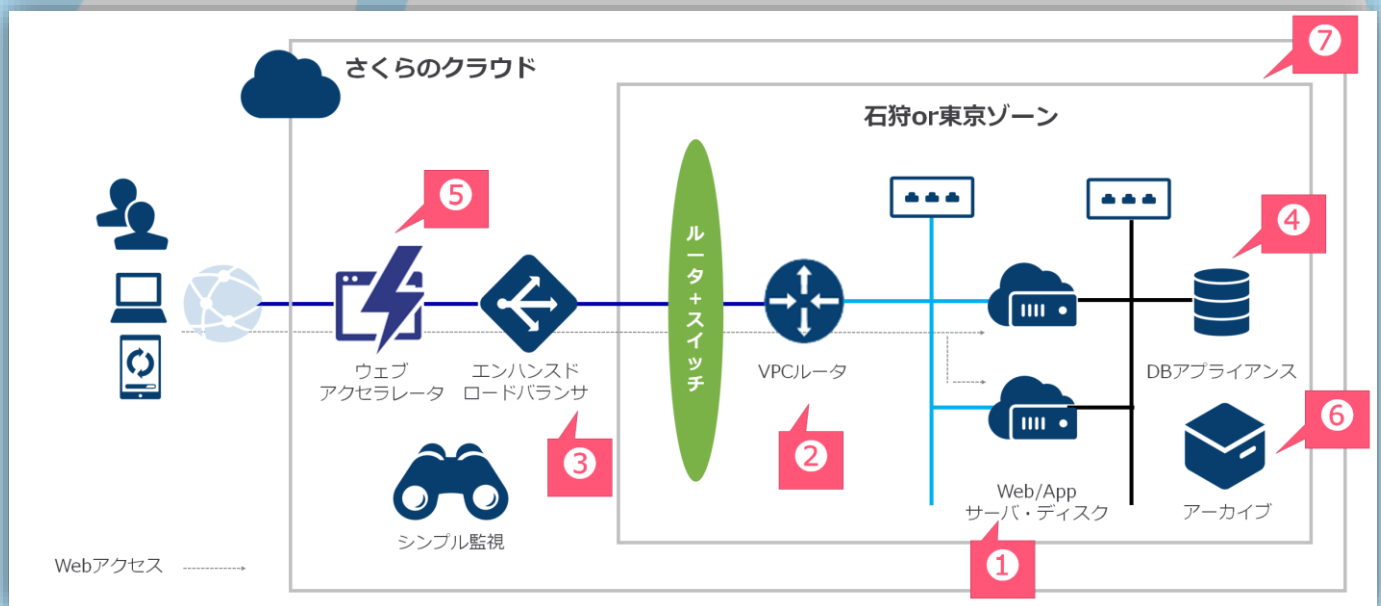 さくらのクラウド
❼
石狩or東京ゾーン
❺
❹
ルータ+スイッチ
ウェブ
アクセラレータ
エンハンスド
ロードバランサ
VPCルータ
DBアプライアンス
❸
❷
❻
Web/App
サーバ・ディスク
アーカイブ
シンプル監視
❶
Webアクセス